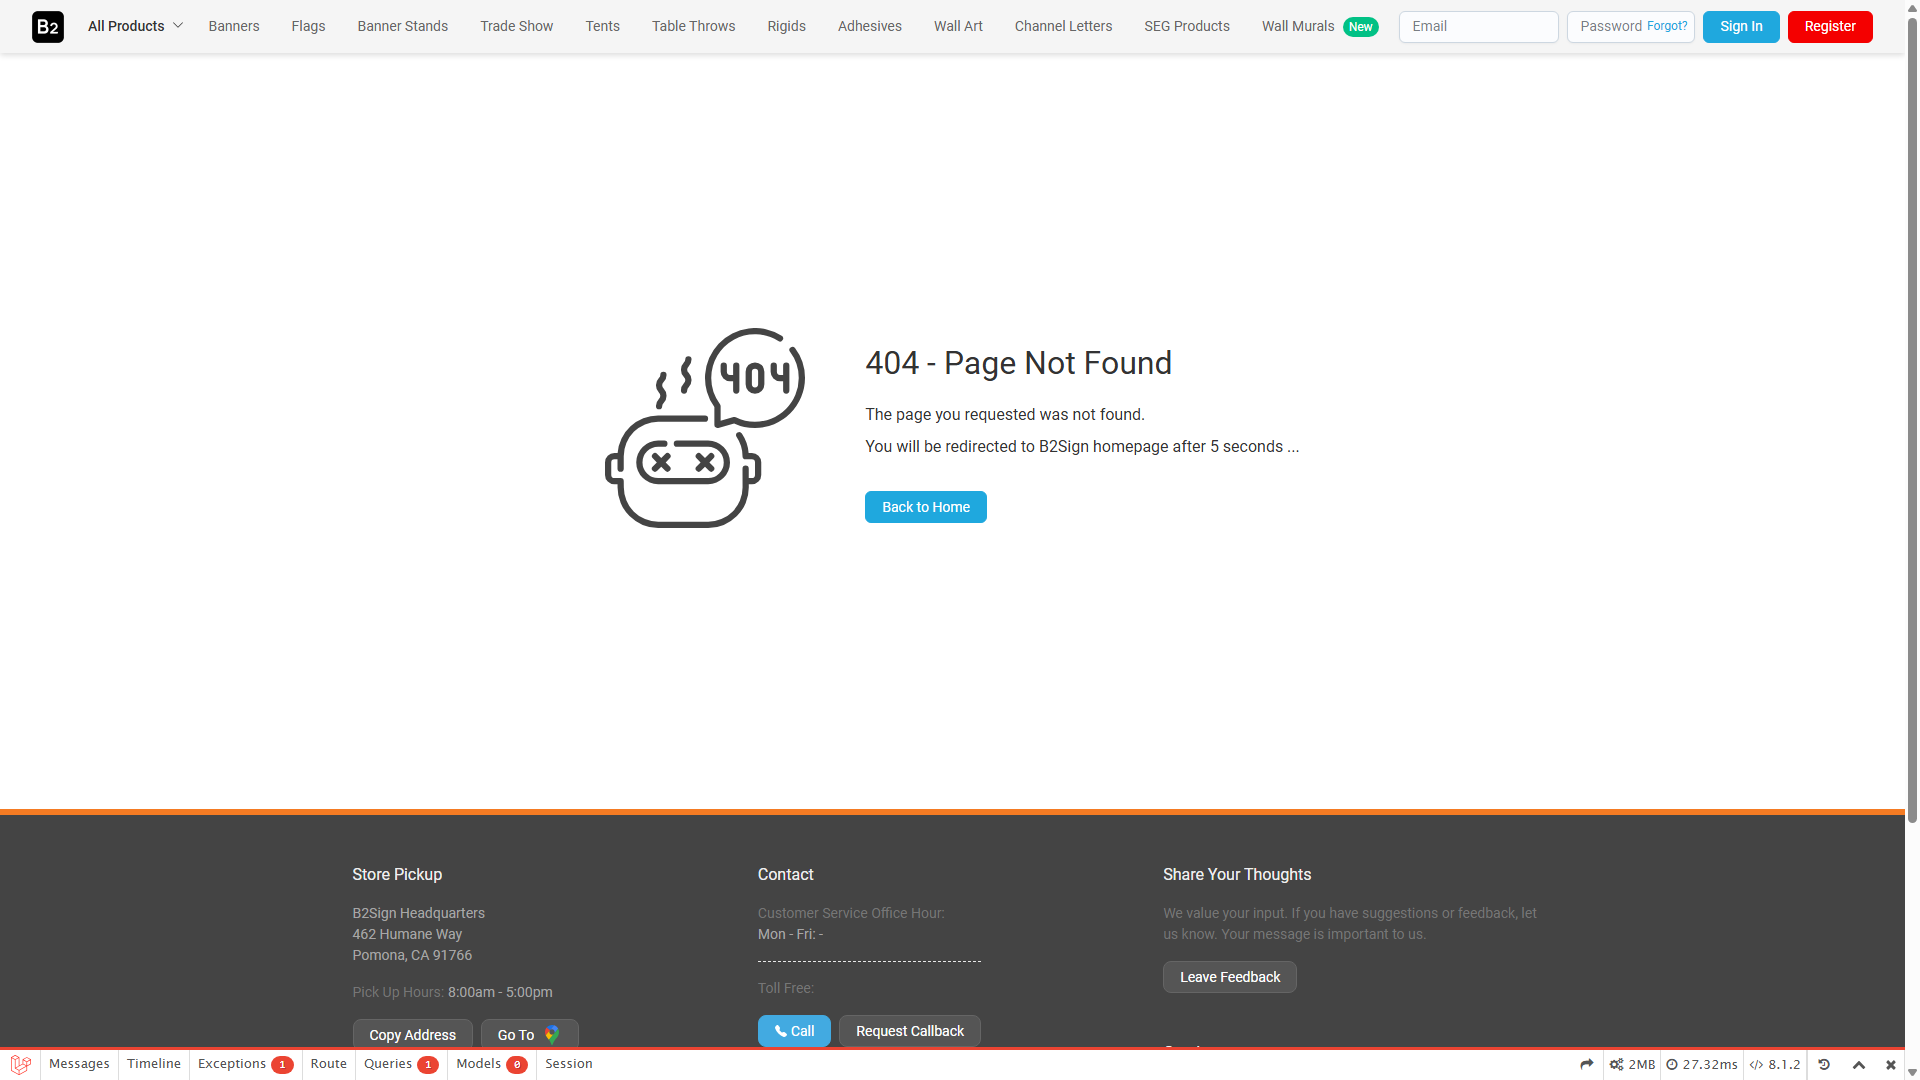 B2 All Products Banners Flags Banner Stands Trade Show Tents Table Throws Rigids Adhesives Wall Art Channel Letters SEG Products Wall Murals New Email Password Forgot? Sign In Register
404
404 - Page Not Found
The page you requested was not found.
You will be redirected to B2Sign homepage after 5 seconds ...
Back to Home
Store Pickup
B2Sign Headquarters
462 Humane Way
Pomona, CA 91766
Pick Up Hours: 8:00am - 5:00pm
Copy Address Go To
Contact
Customer Service Office Hour:
Mon - Fri: -
Toll Free:
Call Request Callback
Share Your Thoughts
We value your input. If you have suggestions or feedback, let
us know. Your message is important to us.
Leave Feedback
Messages Timeline Exceptions 1 Route Queries 1 Models 0 Session 2MB 27.32ms 8.1.2